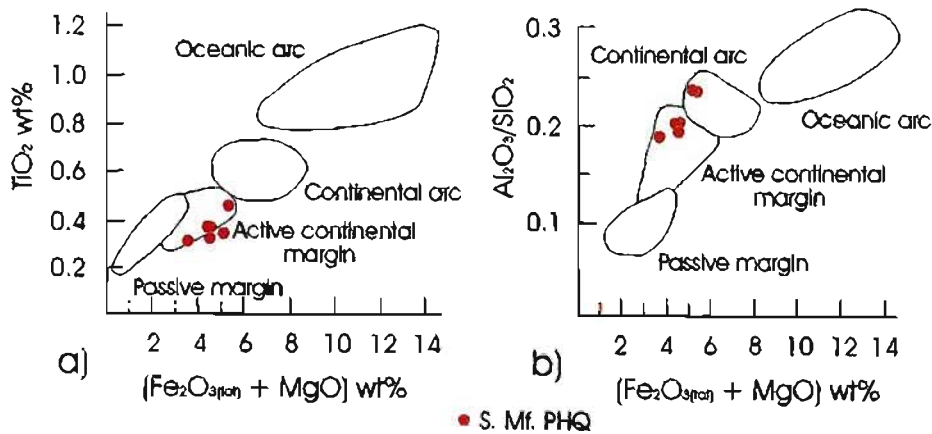 1.2
1.0
0.8
0.6
0.4
0.2
TiO2 wt%
Oceanic arc
Continental arc
Active continental
margin
Passive margin
2 4 6 8 10 12 14
a)
(Fe2O3(tot) + MgO) wt%
0.3
0.2
0.1
Al2O3/SiO2
Continental arc
Oceanic arc
Active continental
margin
Passive margin
2 4 6 8 10 12 14
b)
(Fe2O3(tot) + MgO) wt%
S. Mf. PHQ